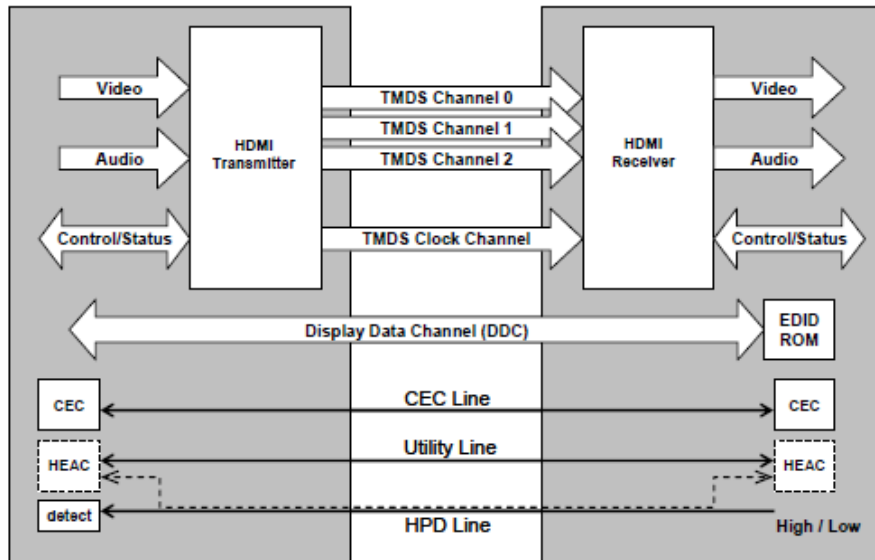 Video
TMDS Channel 0
Video
TMDS Channel 1
HDMI
Transmitter
HDMI
Receiver
Audio
TMDS Channel 2
Audio
Control/Status
TMDS Clock Channel
Control/Status
Display Data Channel (DDC)
EDID
ROM
CEC
CEC Line
CEC
Utility Line
HEAC
HEAC
detect
HPD Line
High / Low